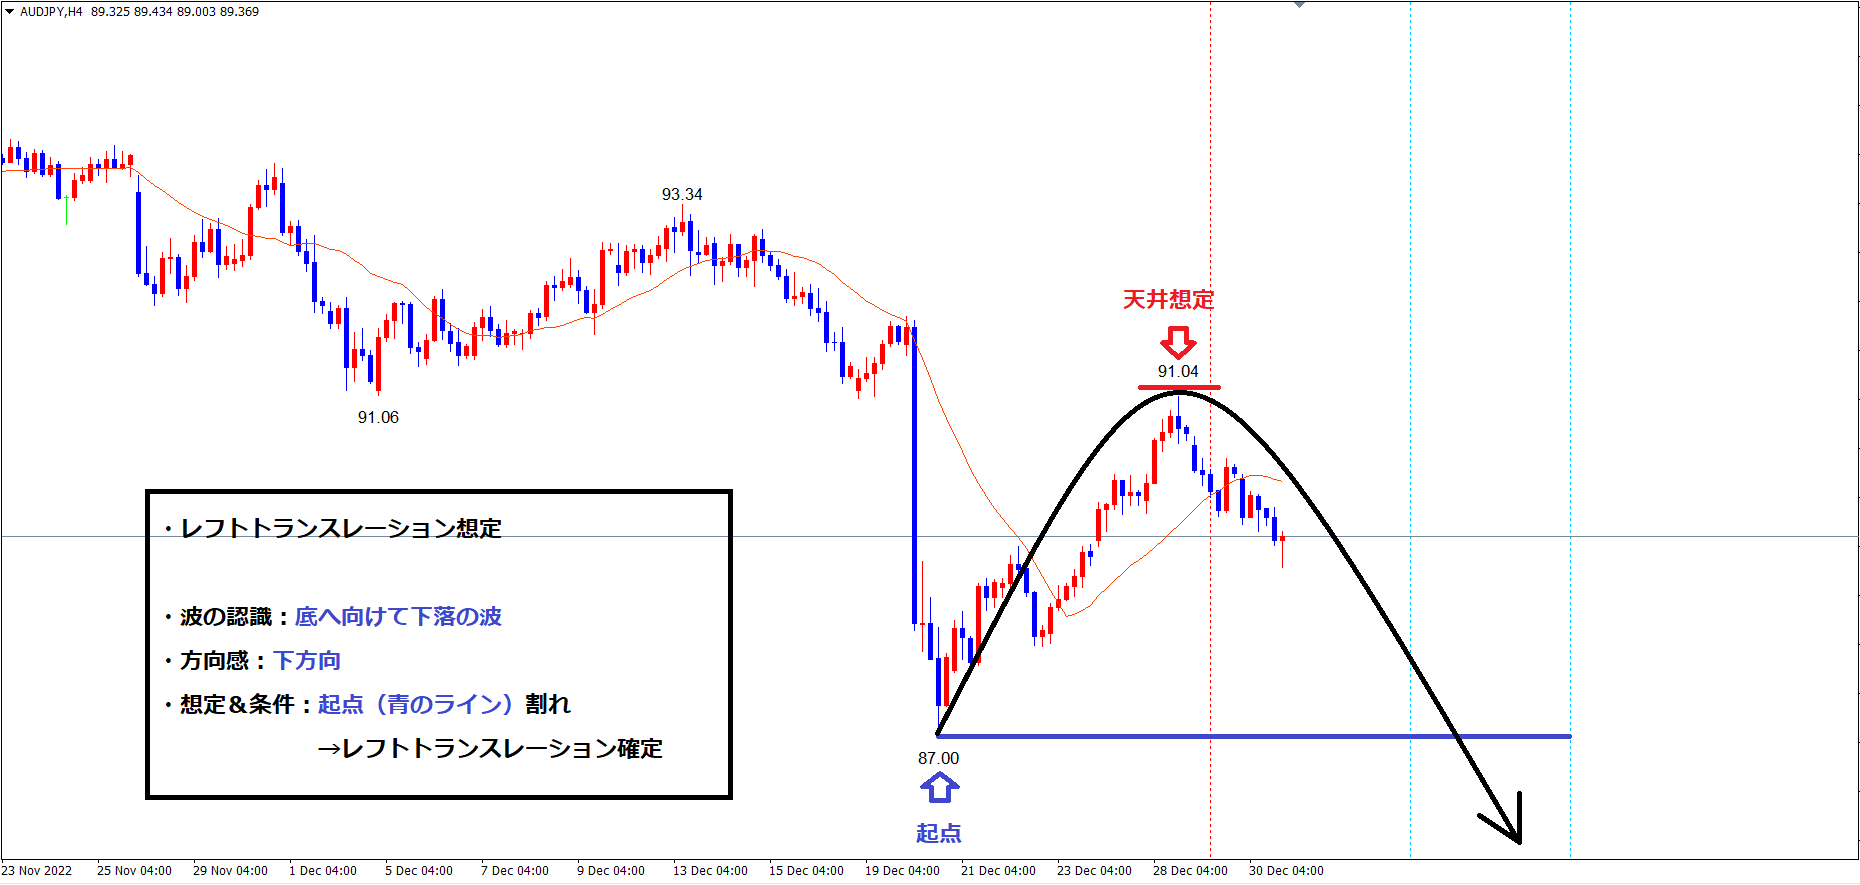 AUDJPY,H4 89.325 89.434 89.003 89.369
93.34
天井想定
91.04
91.06
・レフトトランスレーション想定
・波の認識：底へ向けて下落の波
・方向感：下方向
・想定＆条件：起点（青のライン）割れ
→レフトトランスレーション確定
87.00
起点
23 Nov 2022 25 Nov 04:00 29 Nov 04:00 1 Dec 04:00 5 Dec 04:00 7 Dec 04:00 9 Dec 04:00 13 Dec 04:00 15 Dec 04:00 19 Dec 04:00 21 Dec 04:00 23 Dec 04:00 28 Dec 04:00 30 Dec 04:00